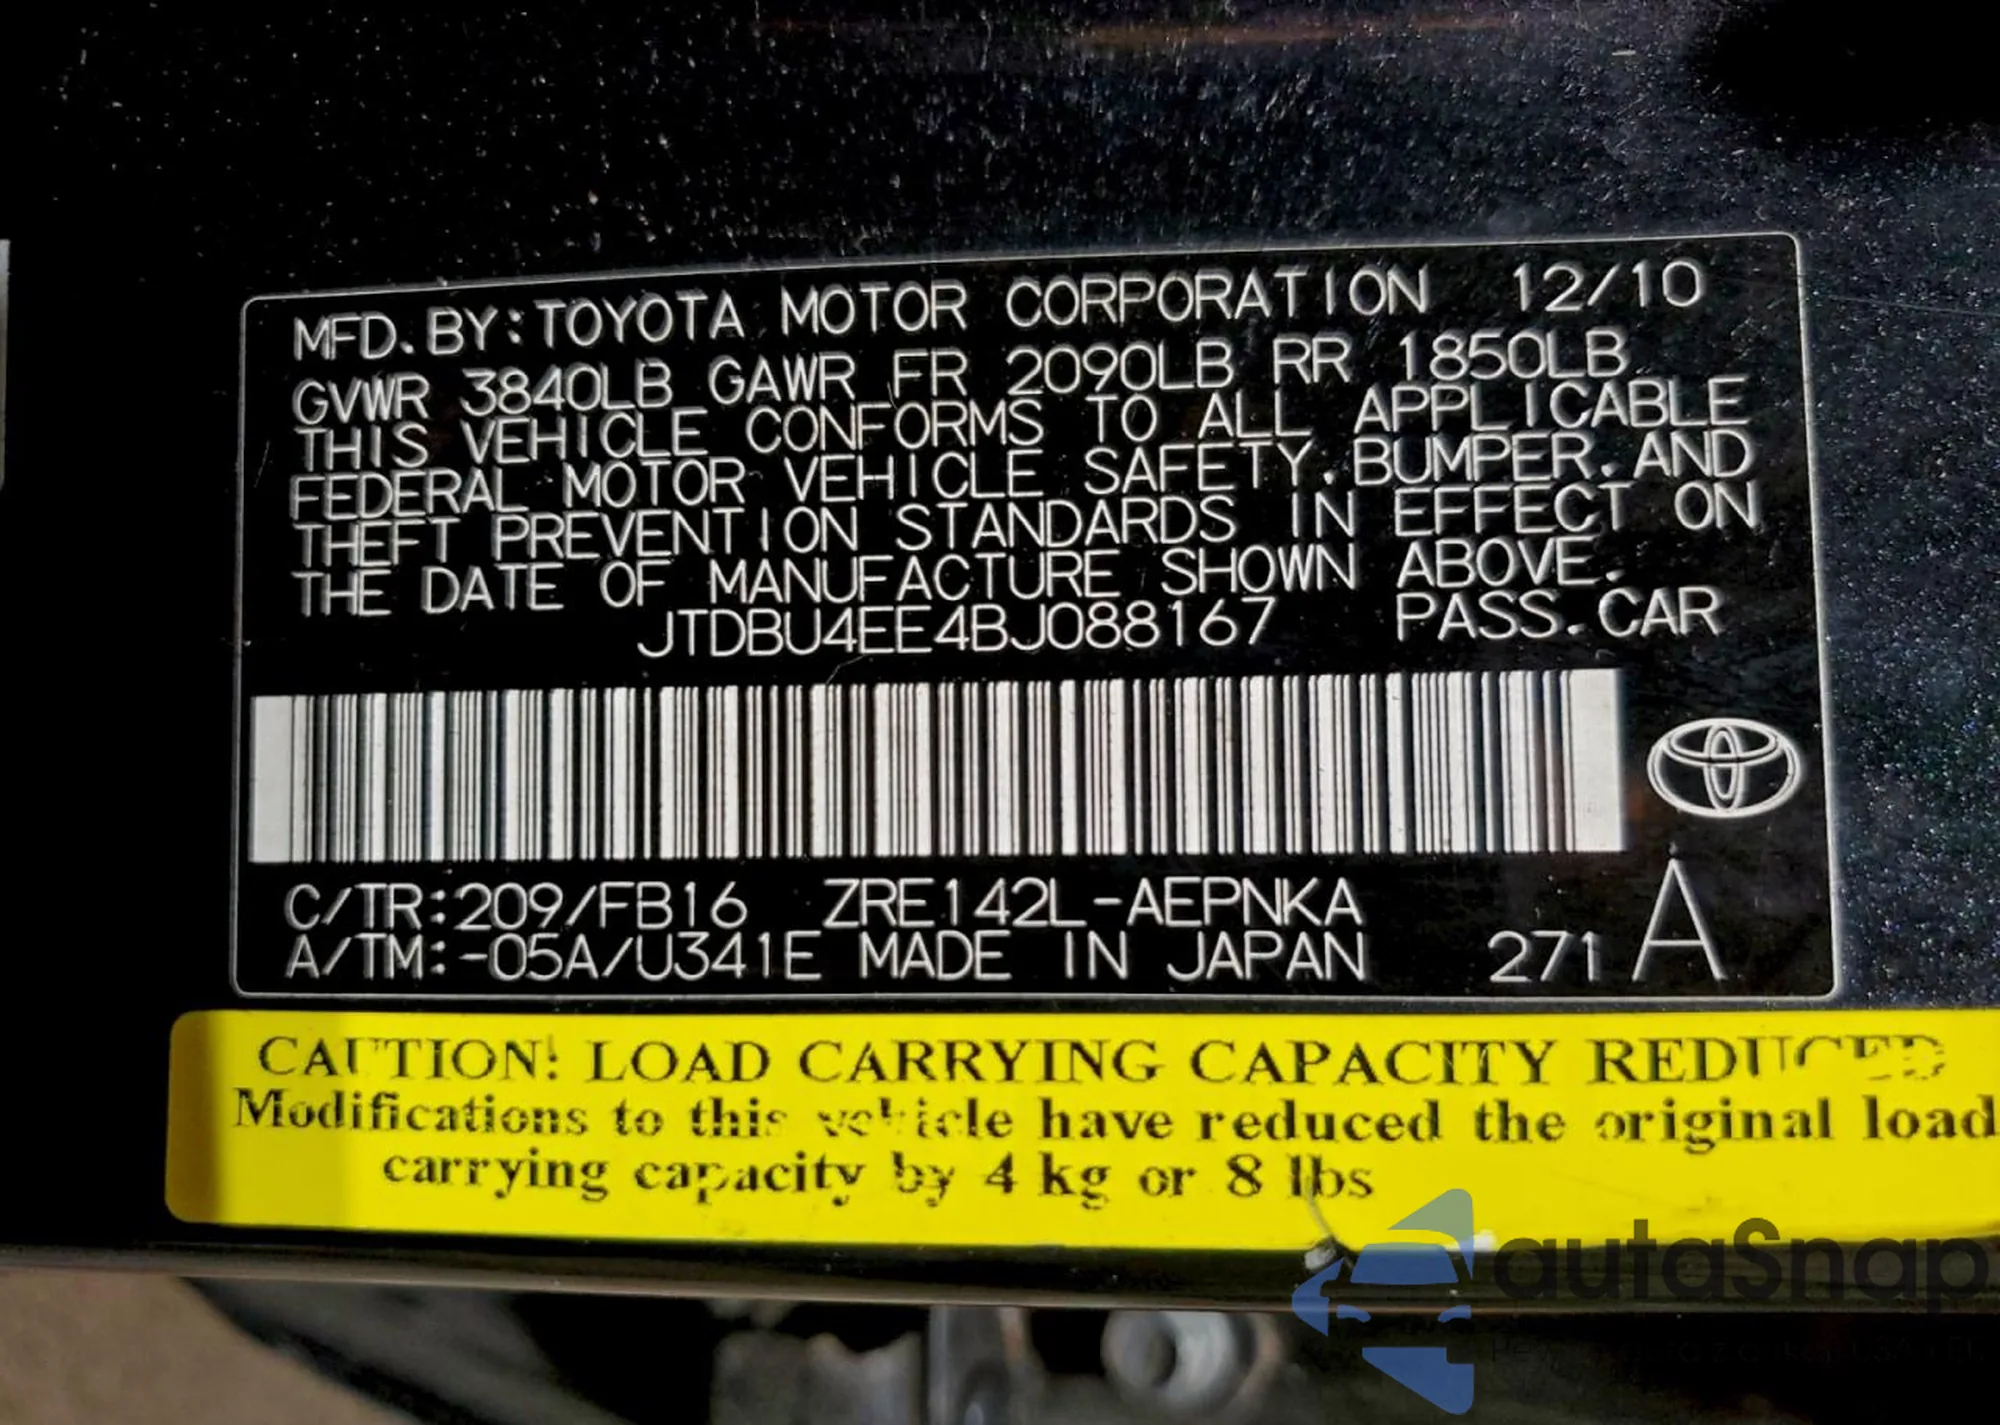 MFD.BY:TOYOTA MOTOR CORPORATION 12/10
GVWR 3840LB GAWR FR 2090LB RR 1850LB
THIS VEHICLE CONFORMS TO ALL APPLICABLE
FEDERAL MOTOR VEHICLE SAFETY,BUMPER,AND
THEFT PREVENTION STANDARDS IN EFFECT ON
THE DATE OF MANUFACTURE SHOWN ABOVE.
JTDBU4EE4BJ088167 PASS.CAR
C/TR:209/FB16 ZRE142L-AEPNKA
A/TM:-05A/U341E MADE IN JAPAN 271 A
CAUTION: LOAD CARRYING CAPACITY REDUCED
Modifications to this vehicle have reduced the original load
carrying capacity by 4 kg or 8 lbs
autaSnap